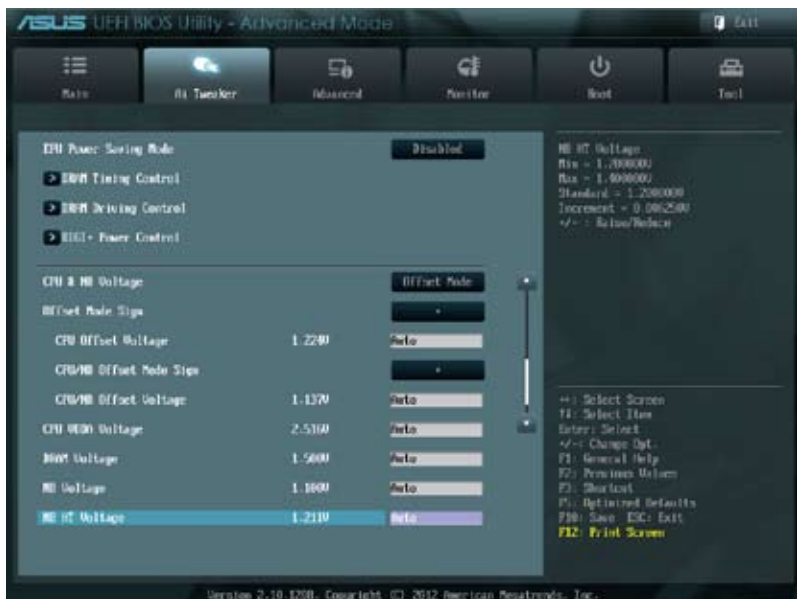 ASUS UEFI BIOS Utility - Advanced Mode
Exit
Main
Ai Tweaker
Advanced
Monitor
Boot
Tool
EPU Power Saving Mode Disabled
> DRAM Timing Control
> DRAM Driving Control
> DIGI+ Power Control
CPU & NB Voltage Offset Mode
Offset Mode Sign
CPU Offset Voltage 1.224V Auto
CPU/NB Offset Mode Sign
CPU/NB Offset Voltage 1.137V Auto
CPU VDDA Voltage 2.516V Auto
DRAM Voltage 1.500V Auto
NB Voltage 1.100V Auto
NB HT Voltage 1.211V Auto
NB HT Voltage
Min = 1.200000V
Max = 1.400000V
Standard = 1.200000V
Increment = 0.006250V
+/- : Raise/Reduce
: Select Screen
: Select Item
Enter: Select
+/-: Change Opt.
F1: General Help
F2: Previous Values
F3: Shortcut
F5: Optimized Defaults
F10: Save ESC: Exit
F12: Print Screen
Version 2.10.1208. Copyright (C) 2012 American Megatrends, Inc.